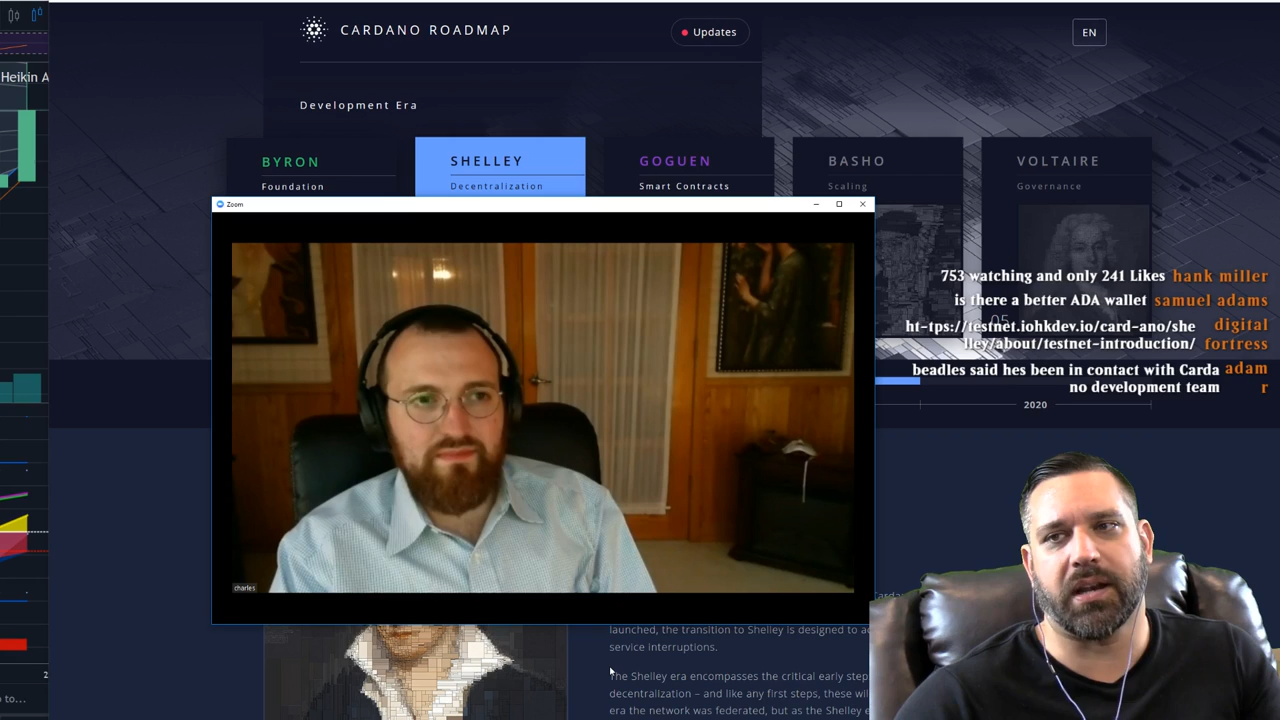 Heikin A
CARDANO ROADMAP
Updates
EN
Development Era
BYRON
Foundation
SHELLEY
Decentralization
GOGUEN
Smart Contracts
BASHO
Scaling
VOLTAIRE
Governance
Zoom
753 watching and only 241 Likes hank miller
is there a better ADA wallet samuel adams
05
ht-tps://testnet.iohkdev.io/card-ano/she digital
lley/about/testnet-introduction/ fortress
beadles said hes been in contact with Carda adam
no development team r
2020
charles
launched, the transition to Shelley is designed to
service interruptions.
The Shelley era encompasses the critical early step
decentralization – and like any first steps, these
era the network was federated, but as the Shelley
to...
2